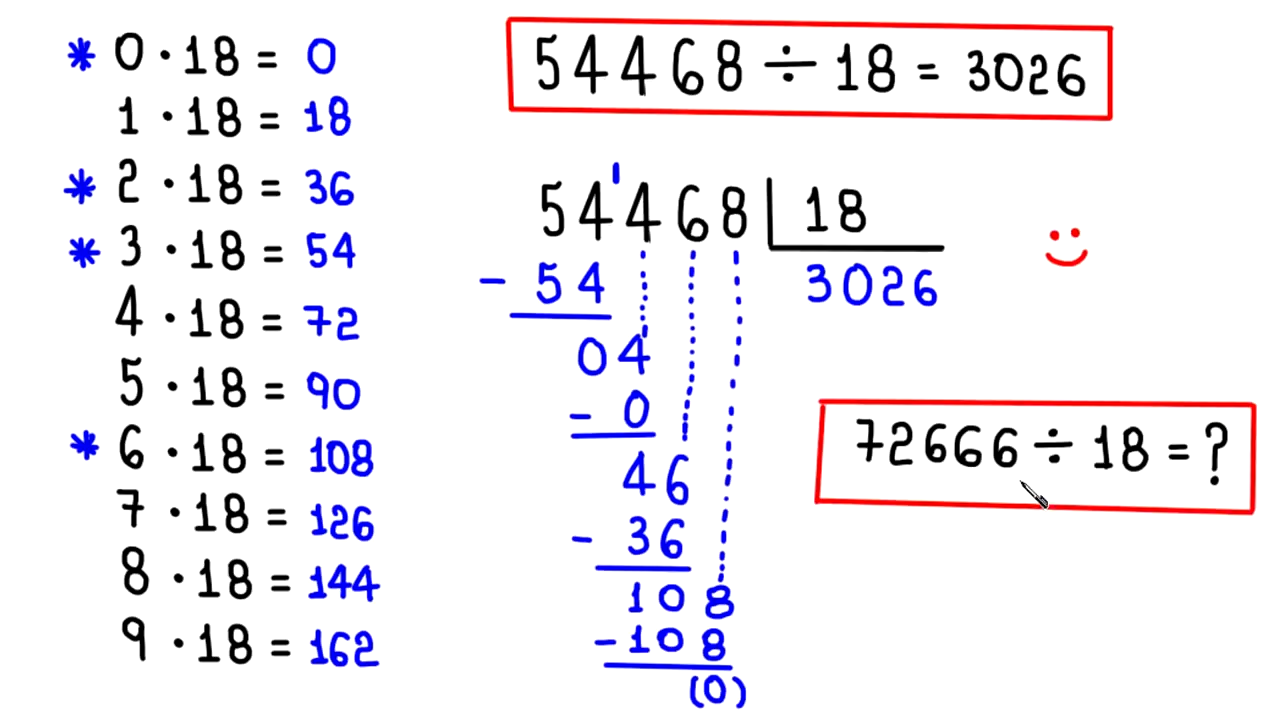 * 0 · 18 = 0
1 · 18 = 18
* 2 · 18 = 36
* 3 · 18 = 54
4 · 18 = 72
5 · 18 = 90
* 6 · 18 = 108
7 · 18 = 126
8 · 18 = 144
9 · 18 = 162
54468 ÷ 18 = 3026
54'468 | 18
- 54 3026
04
- 0
46
- 36
108
- 108
(0)
72666 ÷ 18 = ?